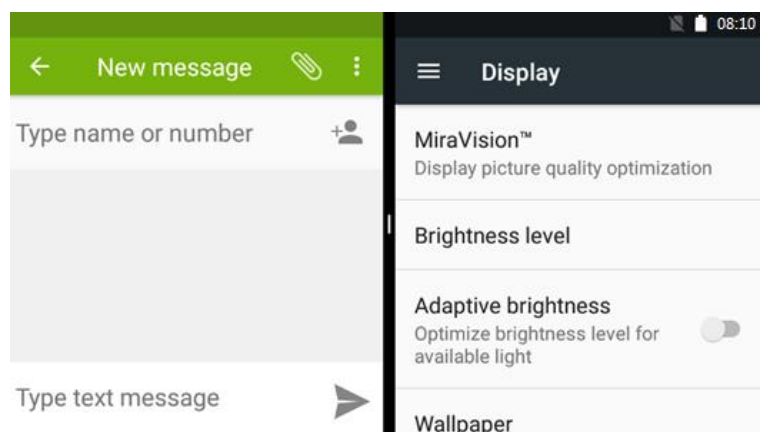 New message
Type name or number
Type text message
08:10
Display
MiraVision™
Display picture quality optimization
Brightness level
Adaptive brightness
Optimize brightness level for
available light
Wallpaper